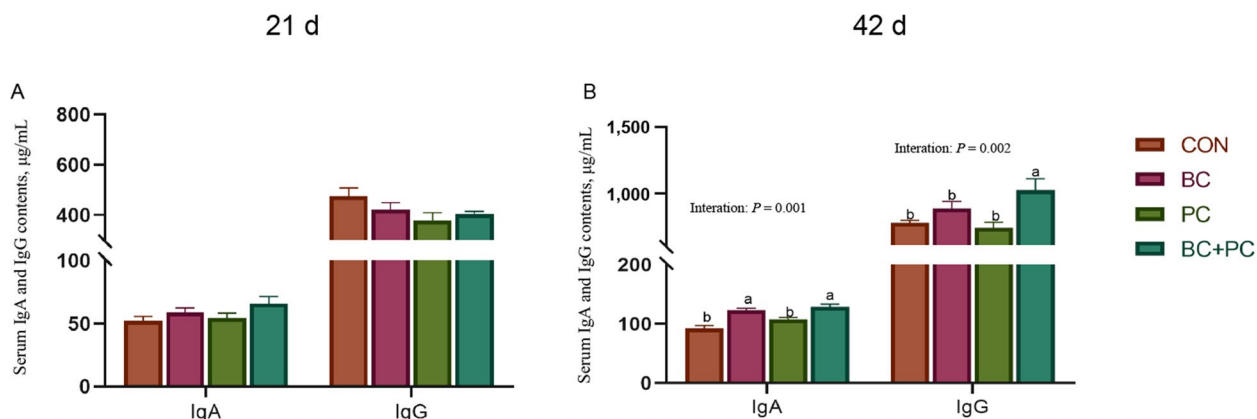 21 d
42 d
A
Serum IgA and IgG contents, µg/mL
800
600
400
100
50
0
IgA
IgG
B
Serum IgA and IgG contents, µg/mL
1,500
1,000
200
100
0
Interation: P = 0.001
Interation: P = 0.002
b
a
b
a
b
b
b
a
IgA
IgG
CON
BC
PC
BC+PC